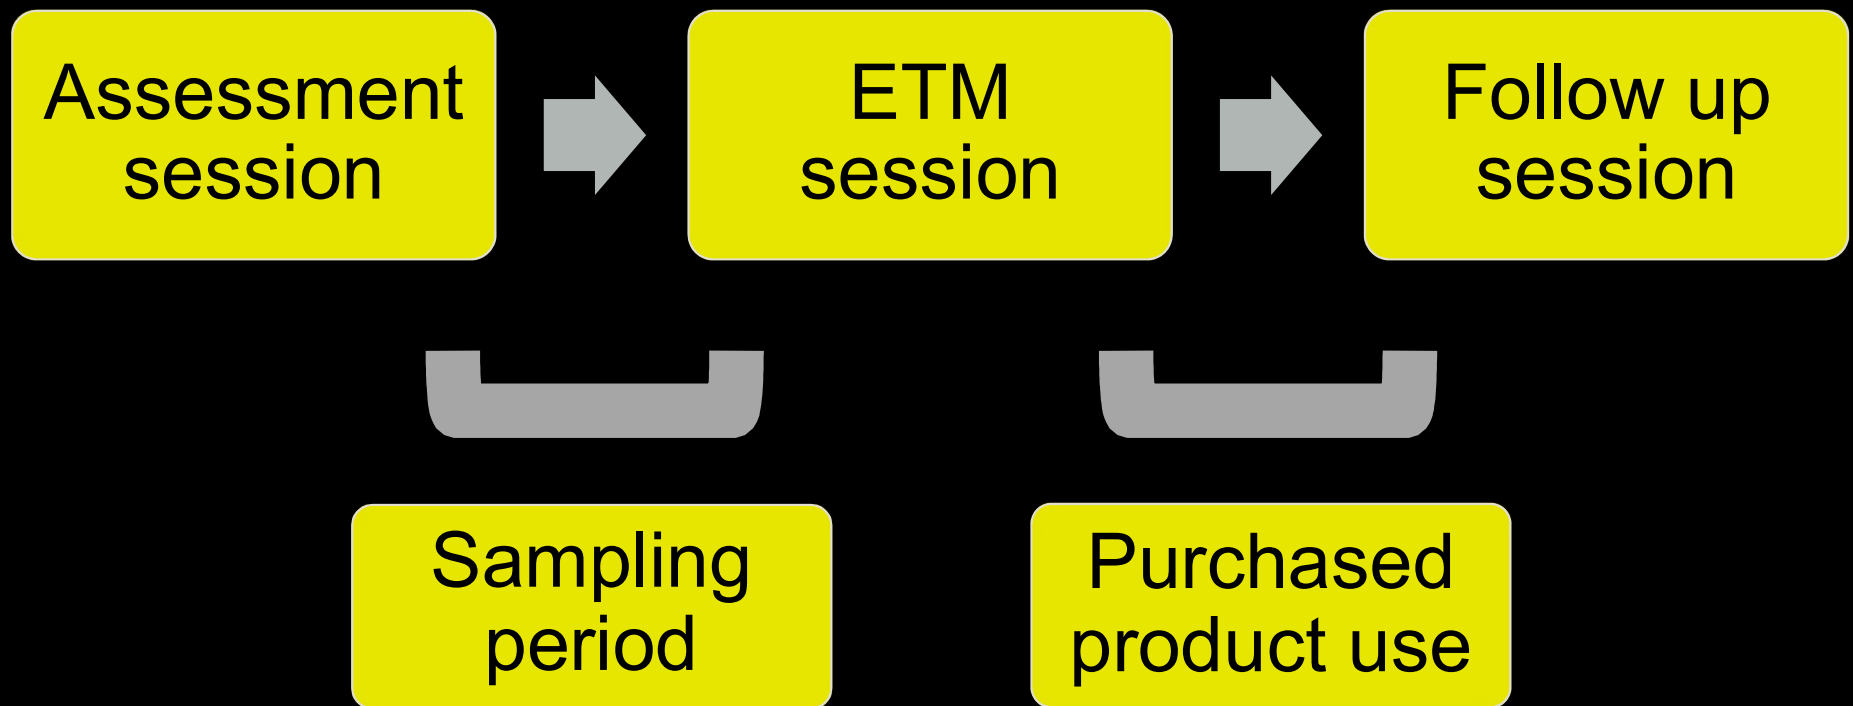 Assessment
session
ETM
session
Follow up
session
Sampling
period
Purchased
product use